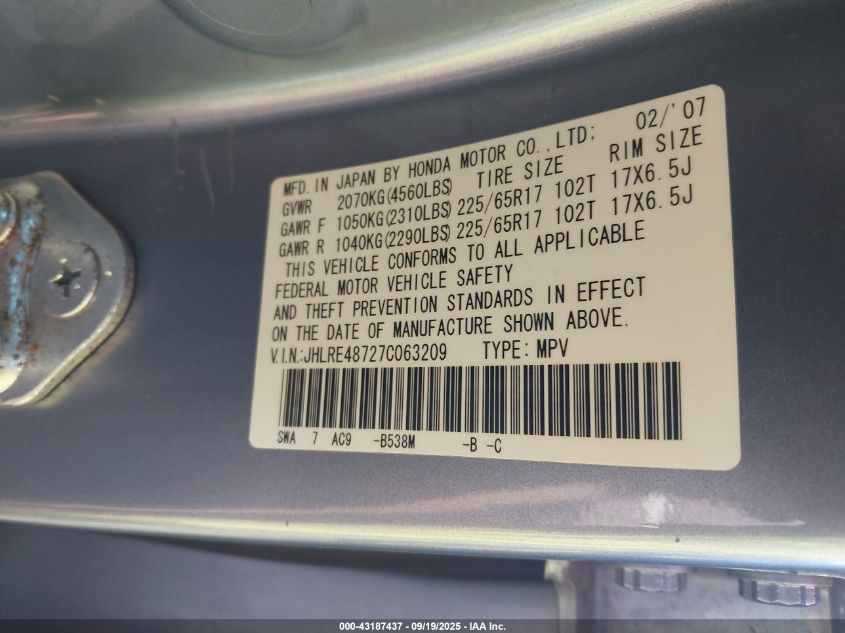 MFD. IN JAPAN BY HONDA MOTOR CO.,LTD; 02/'07
GVWR 2070KG(4560LBS) TIRE SIZE RIM SIZE
GAWR F 1050KG(2310LBS) 225/65R17 102T 17X6.5J
GAWR R 1040KG(2290LBS) 225/65R17 102T 17X6.5J
THIS VEHICLE CONFORMS TO ALL APPLICABLE
FEDERAL MOTOR VEHICLE SAFETY
AND THEFT PREVENTION STANDARDS IN EFFECT
ON THE DATE OF MANUFACTURE SHOWN ABOVE.
V.I.N.:JHLRE48727C063209 TYPE: MPV
SWA 7 AC9 -B538M -B -C
000-43187437 - 09/19/2025 - IAA Inc.